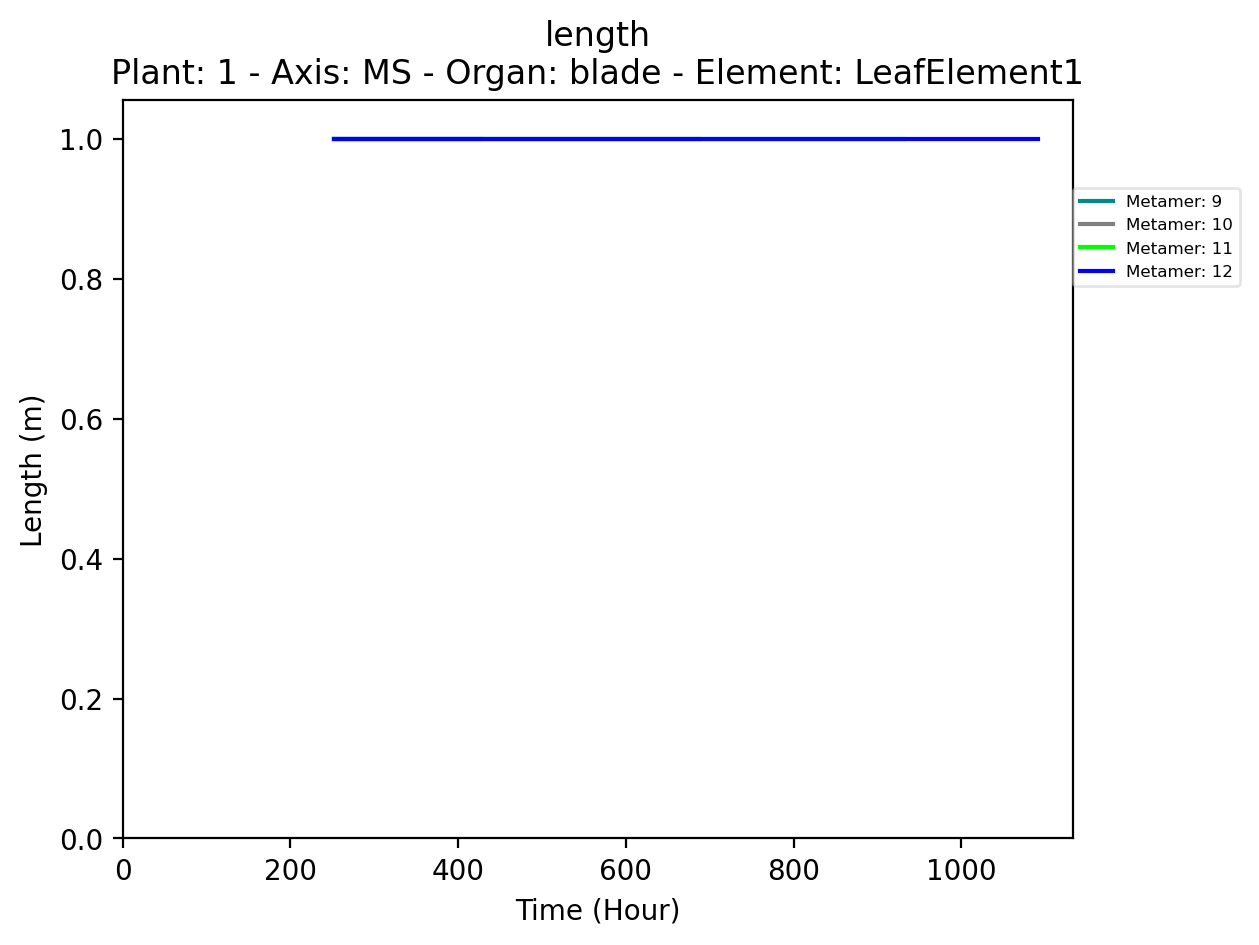 length
Plant: 1 - Axis: MS - Organ: blade - Element: LeafElement1
1.0
0.8
0.6
0.4
0.2
0.0
Length (m)
0 200 400 600 800 1000
Time (Hour)
Metamer: 9
Metamer: 10
Metamer: 11
Metamer: 12